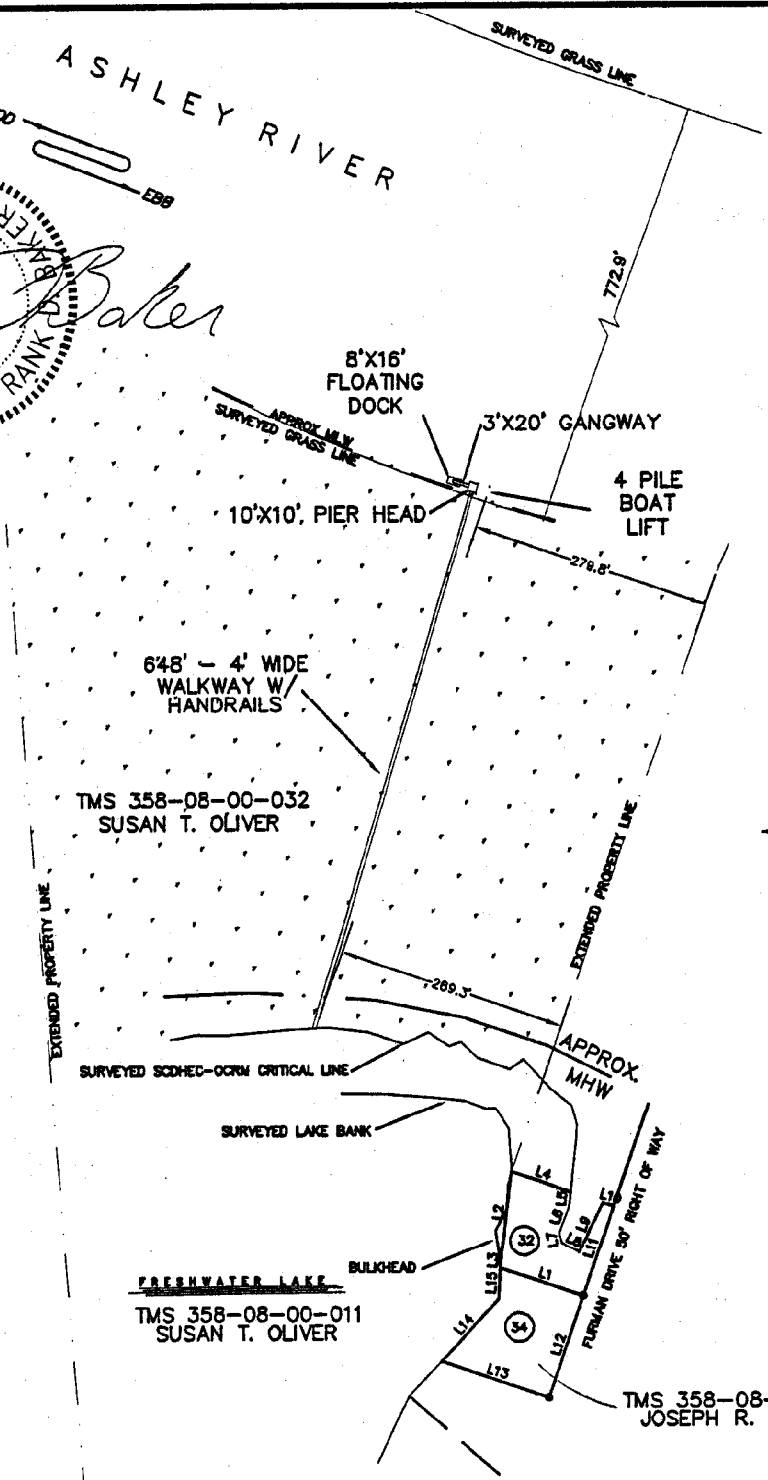 SURVEYED GRASS LINE
ASHLEY RIVER
EBB
BAKER
RANK D.
Baker
772.9'
8'X16'
FLOATING
DOCK
3'X20' GANGWAY
APPROX MLW
SURVEYED GRASS LINE
4 PILE
BOAT
LIFT
10'X10', PIER HEAD
279.8'
648' - 4' WIDE
WALKWAY W/
HANDRAILS
TMS 358-08-00-032
SUSAN T. OLIVER
EXTENDED PROPERTY LINE
EXTENDED PROPERTY LINE
269.3'
APPROX.
MHW
SURVEYED SCDHEC-OCRM CRITICAL LINE
SURVEYED LAKE BANK
L4
L5
L2
L6
L7
L9
L11
32
L3
L1
BULKHEAD
L15
FURMAN DRIVE 50' RIGHT OF WAY
FRESHWATER LAKE
TMS 358-08-00-011
SUSAN T. OLIVER
34
L14
L12
L13
TMS 358-08-
JOSEPH R.